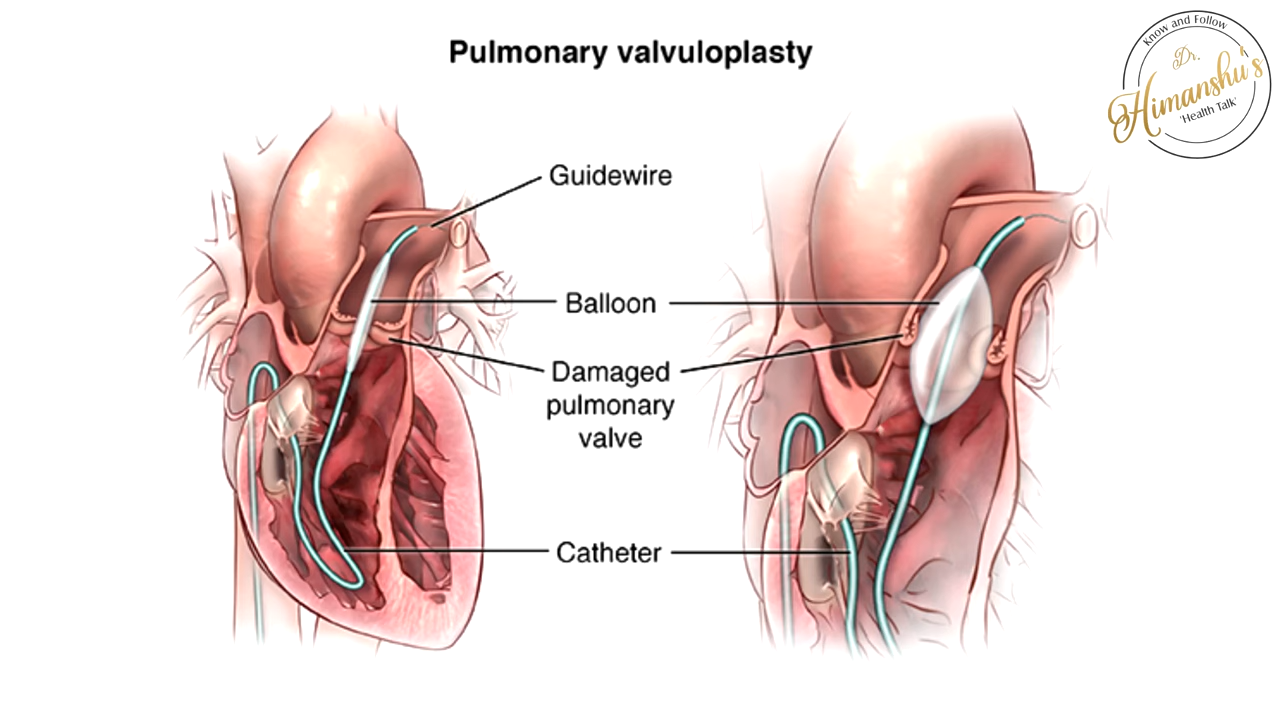 Pulmonary valvuloplasty
Know and Follow
Dr.
Himanshu's
'Health Talk'
Guidewire
Balloon
Damaged
pulmonary
valve
Catheter